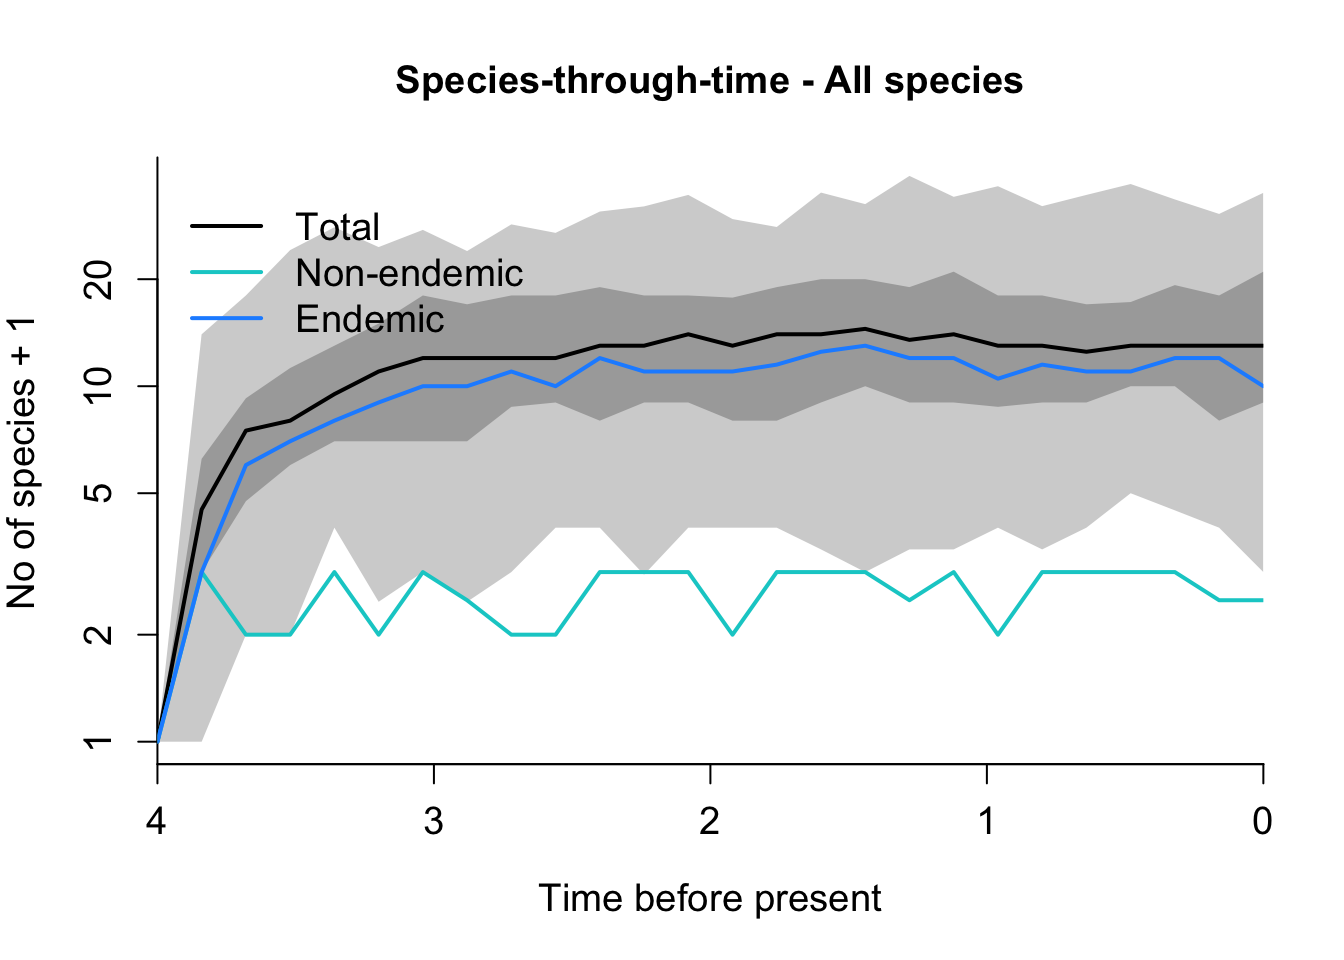 Species-through-time - All species
Total
Non-endemic
Endemic
No of species + 1
20
10
5
2
1
4 3 2 1 0
Time before present